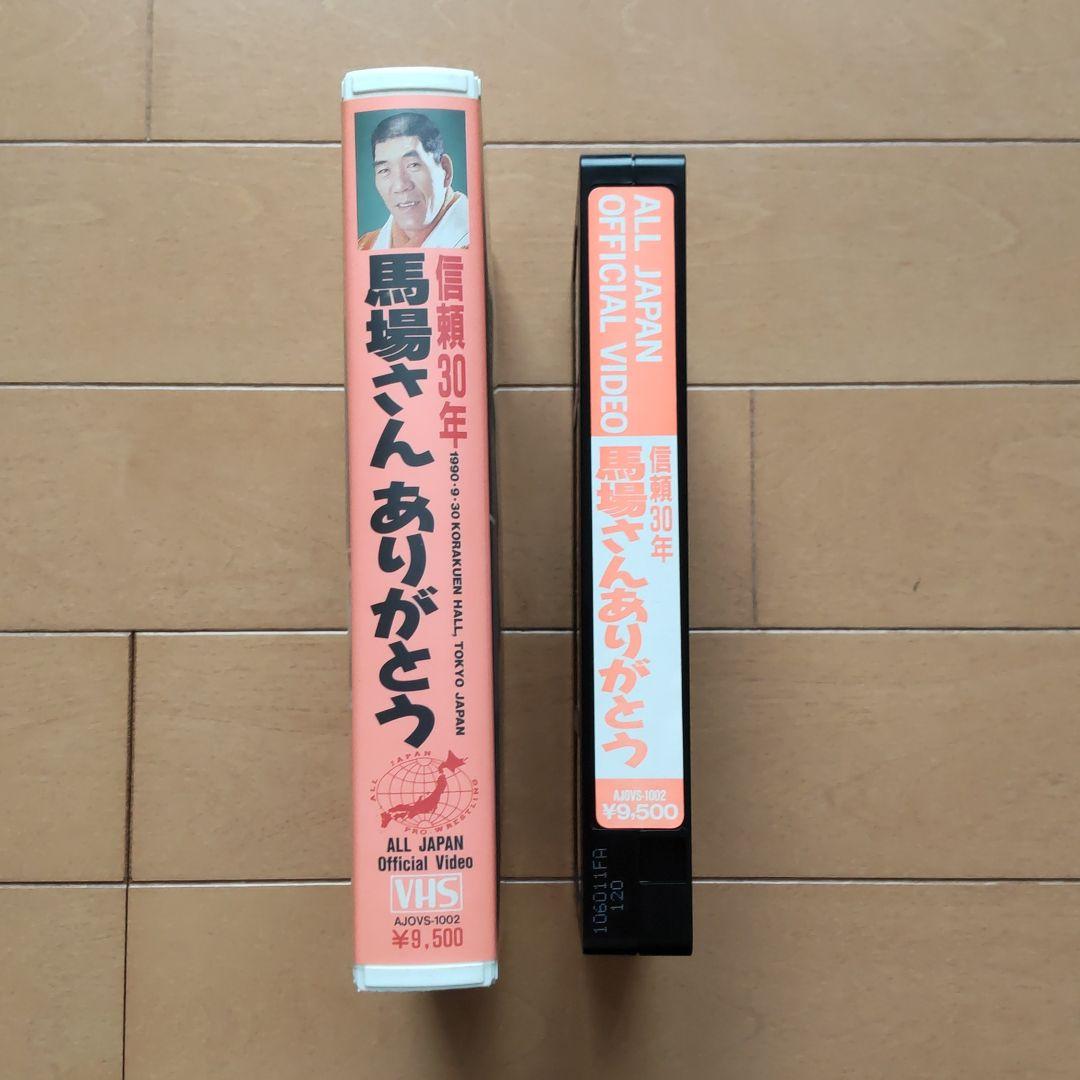 信頼30年
馬場さん ありがとう
1990・9・30 KORAKUEN HALL, TOKYO JAPAN
ALL JAPAN
PRO WRESTLING
ALL JAPAN
Official Video
VHS
AJOVS-1002
¥9,500
ALL JAPAN
OFFICIAL VIDEO
信頼30年
馬場さんありがとう
AJOVS-1002
¥9,500
106011FA
120